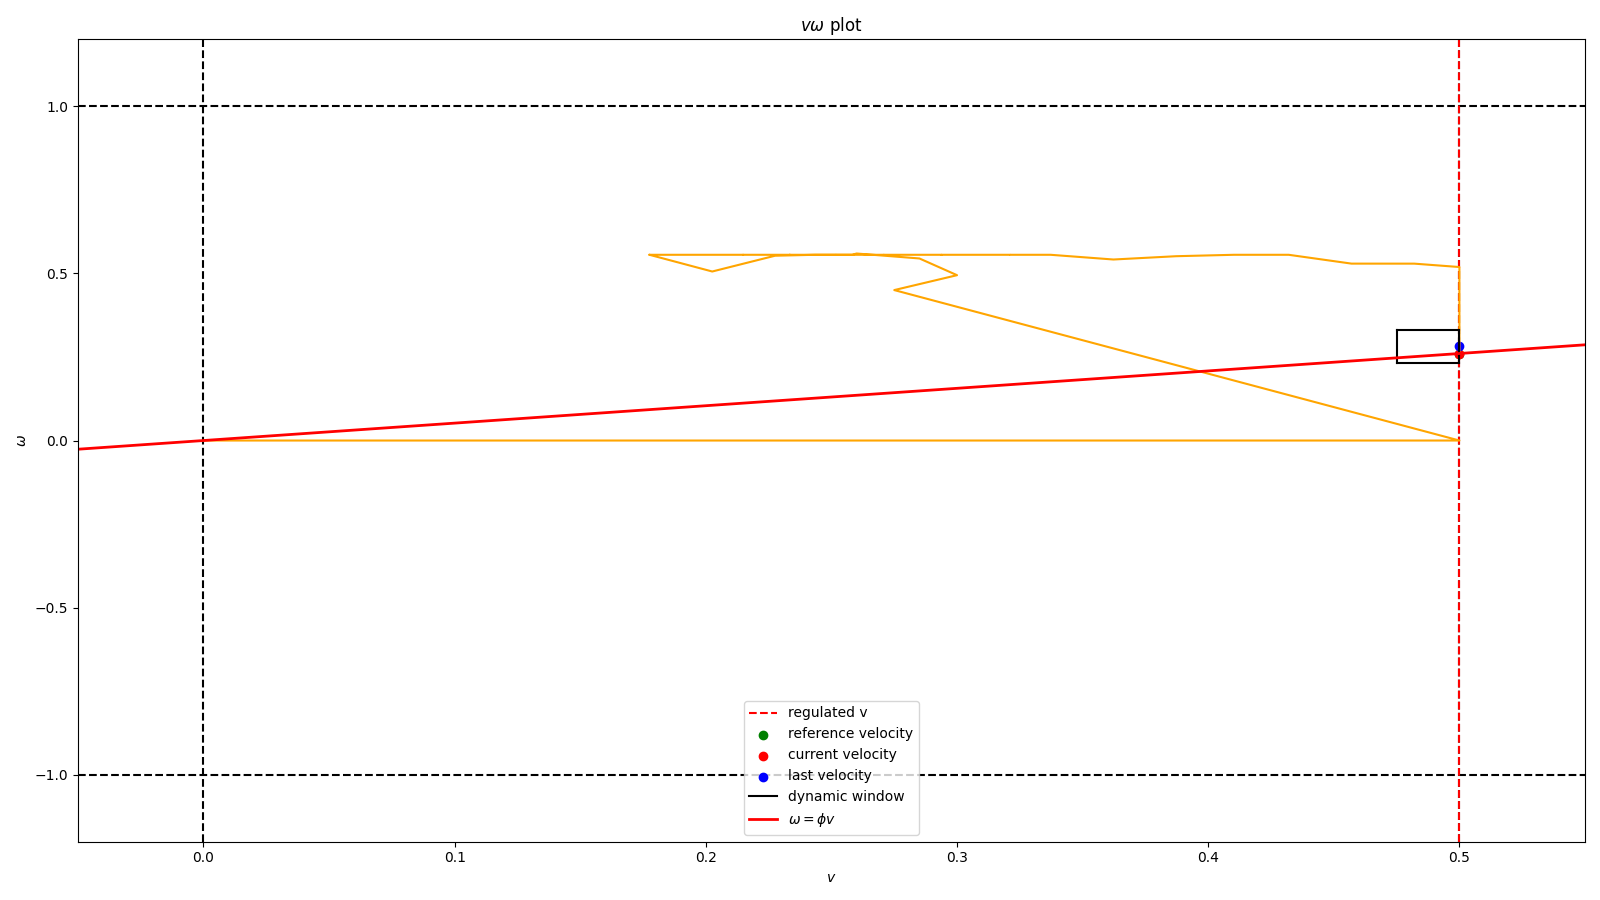 vω plot
1.0
0.5
0.0
−0.5
−1.0
ω
regulated v
reference velocity
current velocity
last velocity
dynamic window
ω = ϕv
0.0 0.1 0.2 0.3 0.4 0.5
v